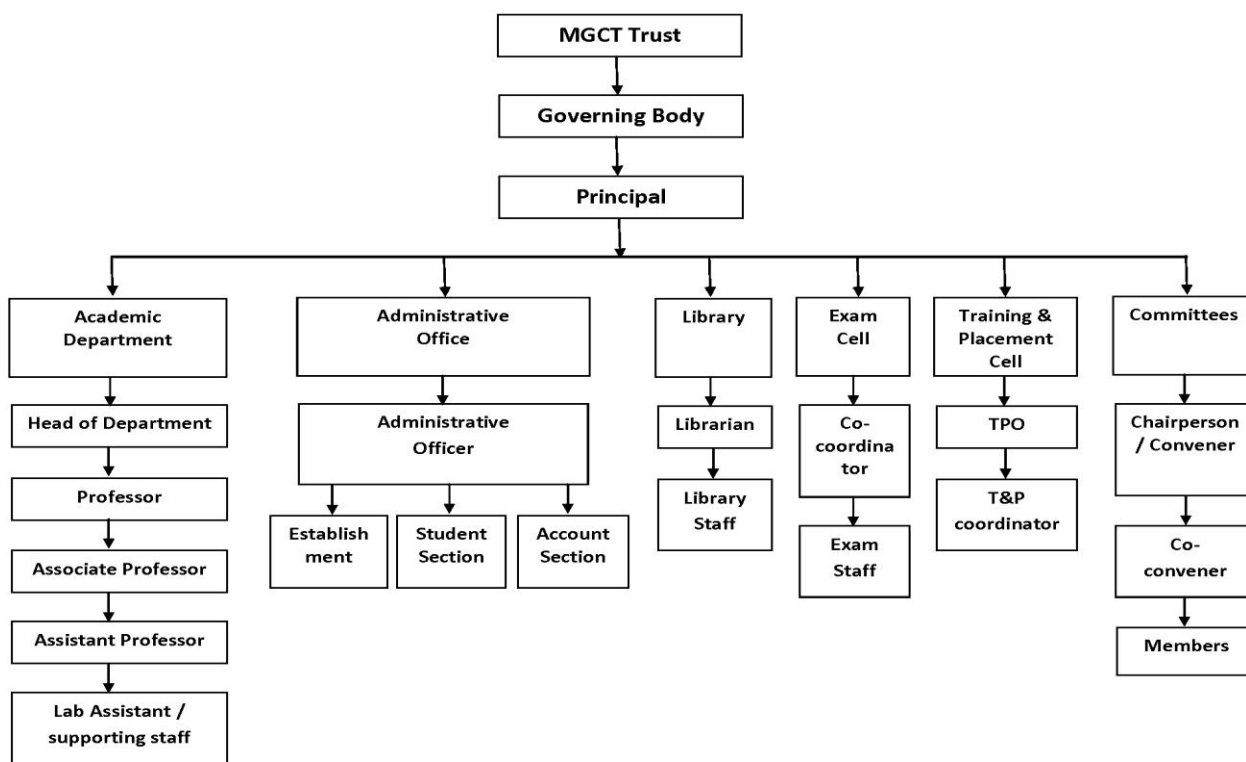 MGCT Trust
Governing Body
Principal
Academic
Department
Administrative
Office
Library
Exam
Cell
Training &
Placement
Cell
Committees
Head of Department
Administrative
Officer
Librarian
Co-
coordina
tor
TPO
Chairperson
/ Convener
Professor
Library
Staff
T&P
coordinator
Establish
ment
Student
Section
Account
Section
Exam
Staff
Co-
convener
Associate Professor
Assistant Professor
Members
Lab Assistant /
supporting staff